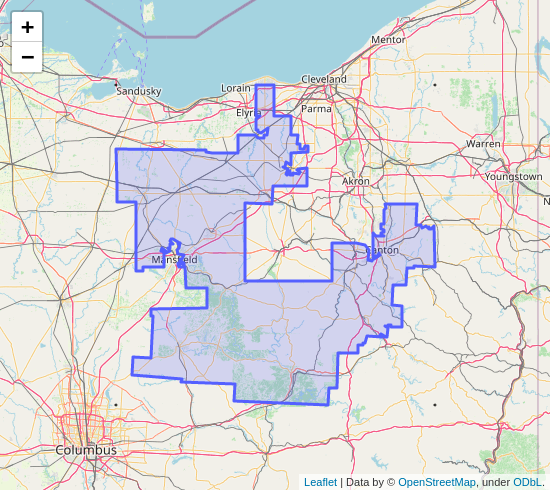 +
−
Mentor
Cleveland
Lorain
Sandusky
Parma
Elyria
Warren
Youngstown
Akron
Canton
Mansfield
Columbus
Leaflet | Data by © OpenStreetMap, under ODbL.